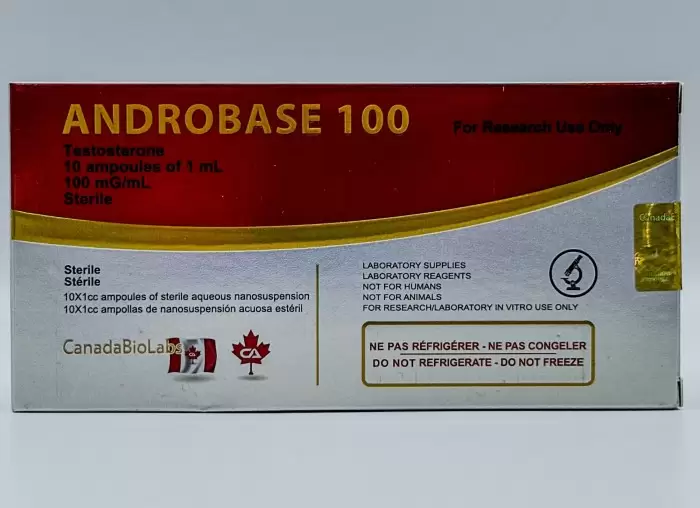 ANDROBASE 100
For Research Use Only
Testosterone
10 ampoules of 1 mL
100 mG/mL
Sterile
Sterile
Stérile
10X1cc ampoules of sterile aqueous nanosuspension
10X1cc ampollas de nanosuspensión acuosa estéril
CanadaBioLabs
CA
LABORATORY SUPPLIES
LABORATORY REAGENTS
NOT FOR HUMANS
NOT FOR ANIMALS
FOR RESEARCH/LABORATORY IN VITRO USE ONLY
NE PAS RÉFRIGÉRER - NE PAS CONGELER
DO NOT REFRIGERATE - DO NOT FREEZE